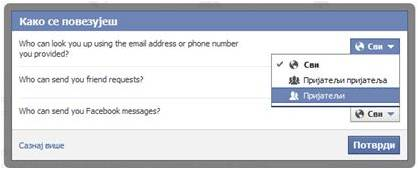 Како се повезујеш
Who can look you up using the email address or phone number
you provided?
Сви
Сви
Пријатељи пријатеља
Пријатељи
Who can send you friend requests?
Who can send you Facebook messages?
Сви
Сазнај више
Потврди